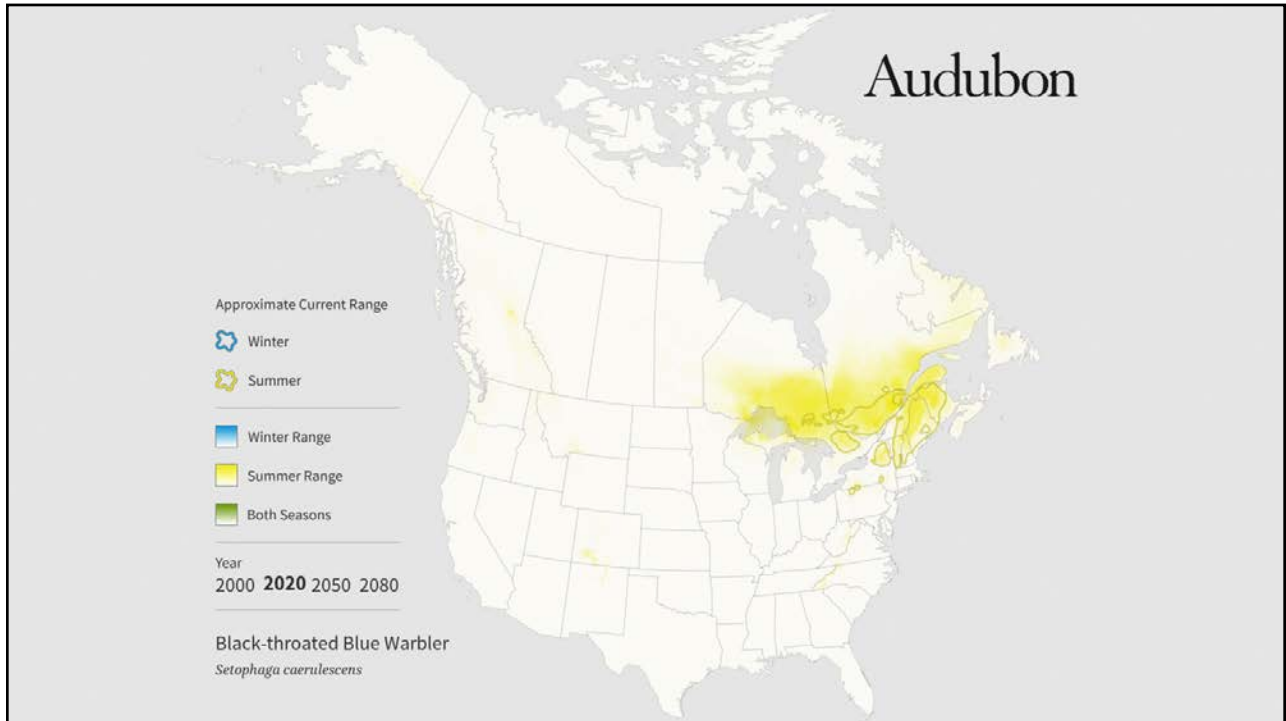 Audubon
Approximate Current Range
Winter
Summer
Winter Range
Summer Range
Both Seasons
Year
2000 2020 2050 2080
Black-throated Blue Warbler
Setophaga caerulescens